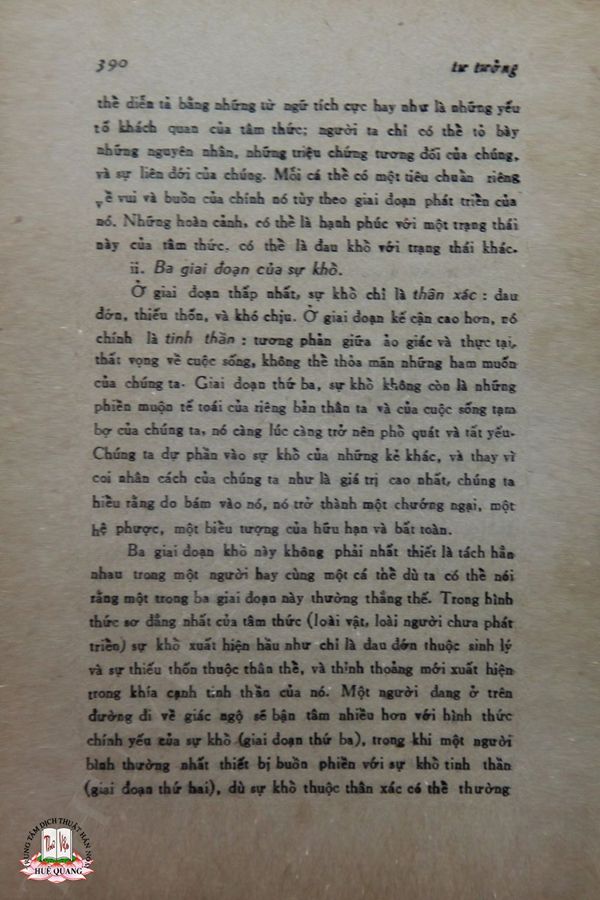 390
tư tưởng
thể diễn tả bằng những từ ngữ tích cực hay như là những yếu
tố khách quan của tâm thức; người ta chỉ có thể tỏ bày
những nguyên nhân, những triệu chứng tương đối của chúng,
và sự liên đới của chúng. Mỗi cá thể có một tiêu chuẩn riêng
về vui và buồn của chính nó tùy theo giai đoạn phát triển của
nó. Những hoàn cảnh, có thể là hạnh phúc với một trạng thái
này của tâm thức, có thể là đau khổ với trạng thái khác.
ii. Ba giai đoạn của sự khổ.
Ở giai đoạn thấp nhất, sự khổ chỉ là thân xác : đau
đớn, thiếu thốn, và khó chịu. Ở giai đoạn kế cận cao hơn, nó
chính là tinh thần : tương phản giữa ảo giác và thực tại,
thất vọng về cuộc sống, không thể thỏa mãn những ham muốn
của chúng ta. Giai đoạn thứ ba, sự khổ không còn là những
phiền muộn tế toái của riêng bản thân ta và của cuộc sống tạm
bợ của chúng ta, nó càng lúc càng trở nên phổ quát và tất yếu.
Chúng ta dự phần vào sự khổ của những kẻ khác, và thay vì
coi nhân cách của chúng ta như là giá trị cao nhất, chúng ta
hiểu rằng do bám vào nó, nó trở thành một chướng ngại, một
hệ phược, một biểu tượng của hữu hạn và bất toàn.
Ba giai đoạn khổ này không phải nhất thiết là tách hẳn
nhau trong một người hay cùng một cá thể dù ta có thể nói
rằng một trong ba giai đoạn này thường thắng thế. Trong hình
thức sơ đẳng nhất của tâm thức (loài vật, loài người chưa phát
triển) sự khổ xuất hiện hầu như chỉ là đau đớn thuộc sinh lý
và sự thiếu thốn thuộc thân thể, và thỉnh thoảng mới xuất hiện
trong khía cạnh tinh thần của nó. Một người đang ở trên
đường đi về giác ngộ sẽ bận tâm nhiều hơn với hình thức
chính yếu của sự khổ (giai đoạn thứ ba), trong khi một người
bình thường nhất thiết bị buồn phiền với sự khổ tinh thần
(giai đoạn thứ hai), dù sự khổ thuộc thân xác có thể thường
TRUNG TÂM DỊCH THUẬT HÁN NÔM
HUỆ QUANG